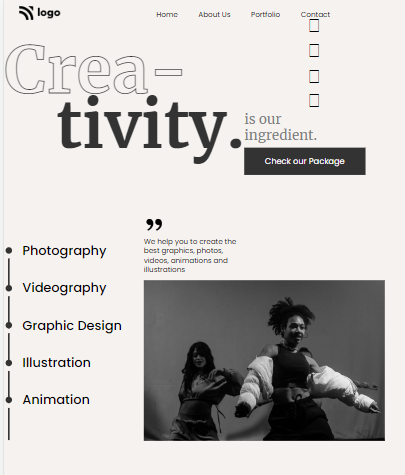 logo
Home About Us Portfolio Contact
Crea-
tivity.
is our
ingredient.
Check our Package
”
We help you to create the
best graphics, photos,
videos, animations and
illustrations
Photography
Videography
Graphic Design
Illustration
Animation